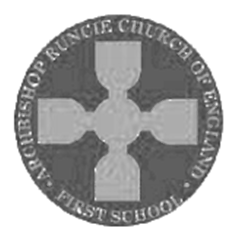 ARCHBISHOP RUNCIE CHURCH OF ENGLAND
FIRST SCHOOL